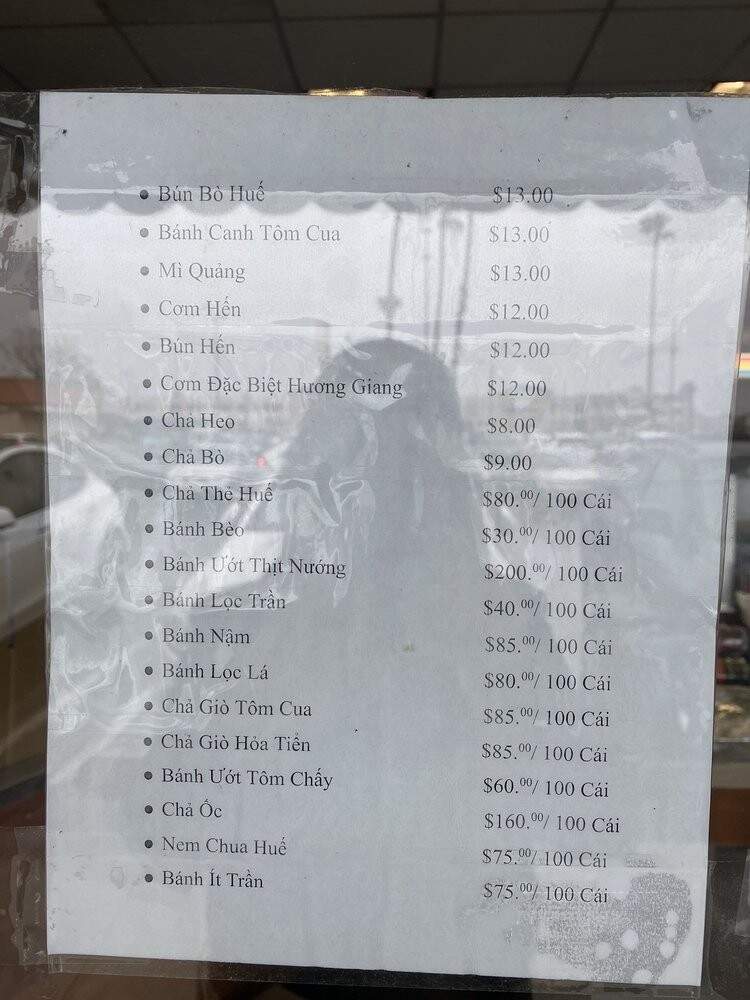 • Bún Bò Huế $13.00
• Bánh Canh Tôm Cua $13.00
• Mì Quảng $13.00
• Cơm Hến $12.00
• Bún Hến $12.00
• Cơm Đặc Biệt Hương Giang $12.00
• Chả Heo $8.00
• Chả Bò $9.00
• Chả Thẻ Huế $80.⁰⁰/ 100 Cái
• Bánh Bèo $30.⁰⁰/ 100 Cái
• Bánh Ướt Thịt Nướng $200.⁰⁰/ 100 Cái
• Bánh Lọc Trần $40.⁰⁰/ 100 Cái
• Bánh Nậm $85.⁰⁰/ 100 Cái
• Bánh Lọc Lá $80.⁰⁰/ 100 Cái
• Chả Giò Tôm Cua $85.⁰⁰/ 100 Cái
• Chả Giò Hỏa Tiển $85.⁰⁰/ 100 Cái
• Bánh Ướt Tôm Chấy $60.⁰⁰/ 100 Cái
• Chả Ốc $160.⁰⁰/ 100 Cái
• Nem Chua Huế $75.⁰⁰/ 100 Cái
• Bánh Ít Trần $75.⁰⁰/ 100 Cái